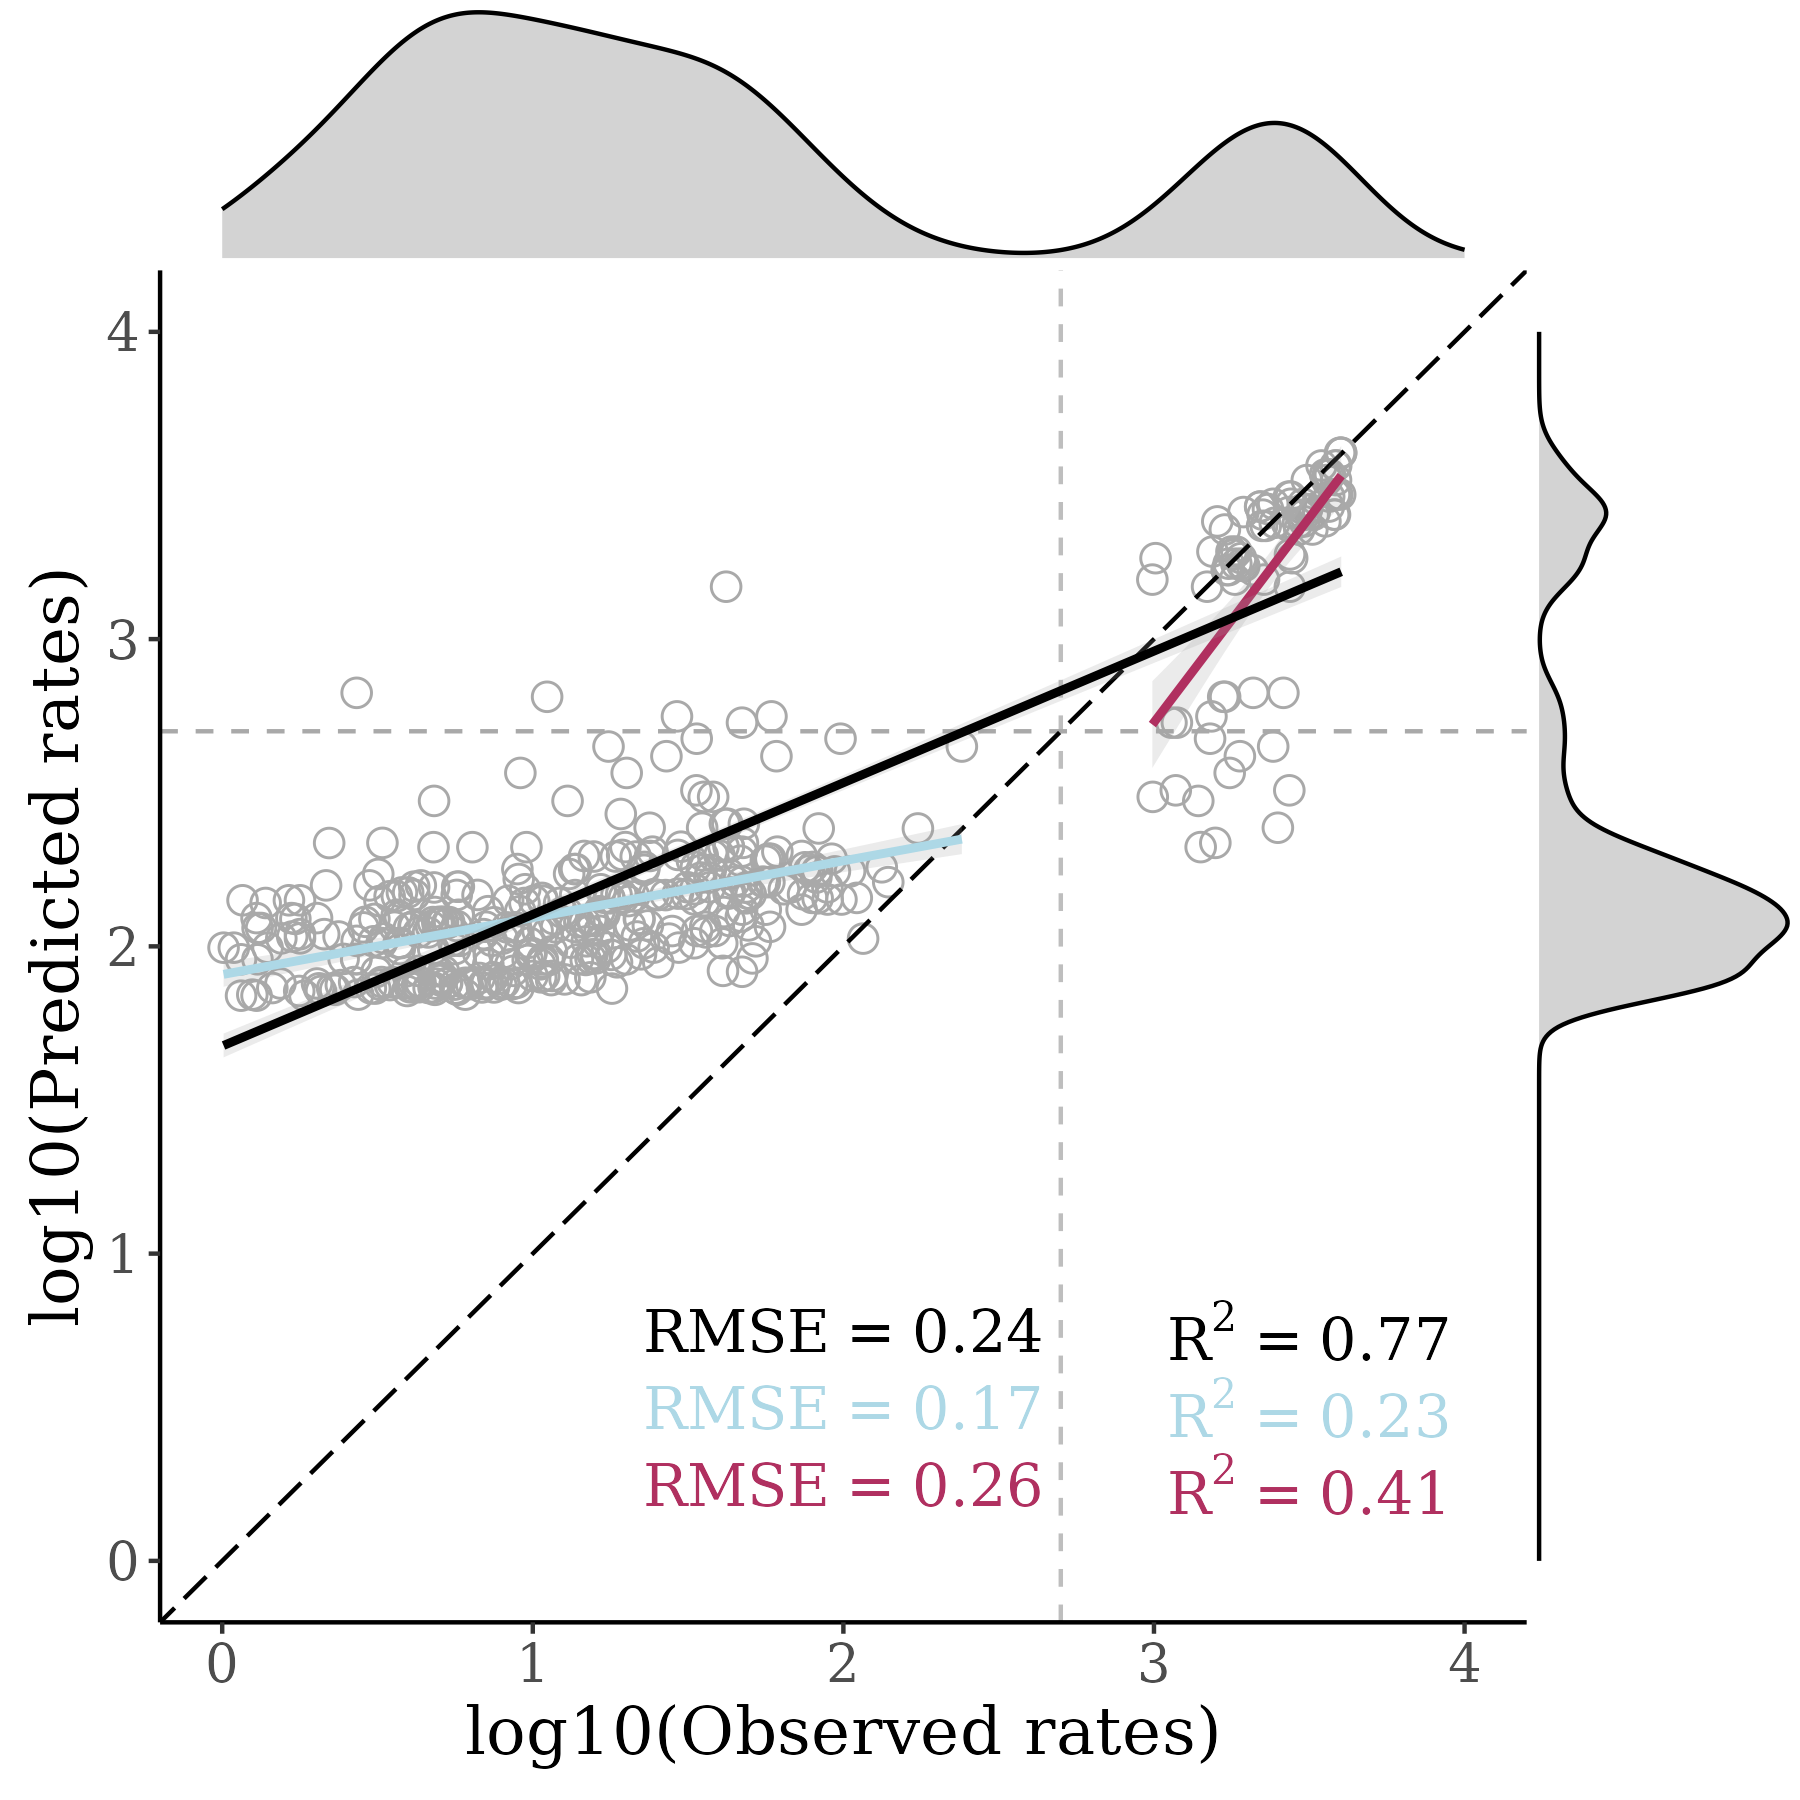 log10(Predicted rates)
4
3
2
1
0
RMSE = 0.24 R² = 0.77
RMSE = 0.17 R² = 0.23
RMSE = 0.26 R² = 0.41
0 1 2 3 4
log10(Observed rates)